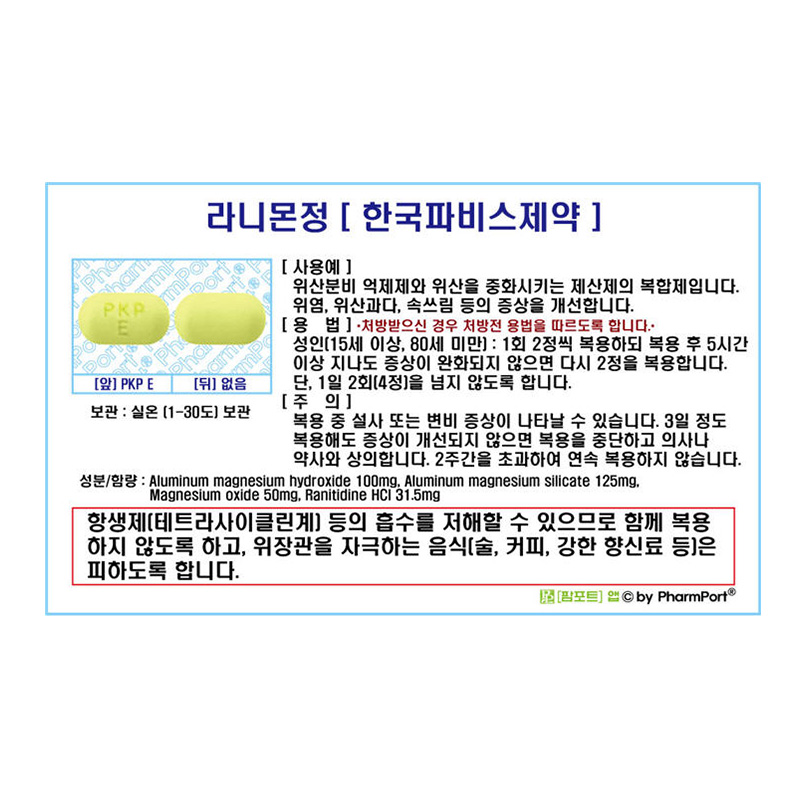 라니몬정 [ 한국파비스제약 ]
PharmPort®
PKP
E
[앞] PKP E
[뒤] 없음
보관 : 실온 (1-30도) 보관
[ 사용예 ]
위산분비 억제제와 위산을 중화시키는 제산제의 복합제입니다.
위염, 위산과다, 속쓰림 등의 증상을 개선합니다.
[ 용 법 ] ·처방받으신 경우 처방전 용법을 따르도록 합니다.·
성인(15세 이상, 80세 미만) : 1회 2정씩 복용하되 복용 후 5시간
이상 지나도 증상이 완화되지 않으면 다시 2정을 복용합니다.
단, 1일 2회(4정)을 넘지 않도록 합니다.
[ 주 의 ]
복용 중 설사 또는 변비 증상이 나타날 수 있습니다. 3일 정도
복용해도 증상이 개선되지 않으면 복용을 중단하고 의사나
약사와 상의합니다. 2주간을 초과하여 연속 복용하지 않습니다.
성분/함량 : Aluminum magnesium hydroxide 100mg, Aluminum magnesium silicate 125mg,
Magnesium oxide 50mg, Ranitidine HCl 31.5mg
항생제(테트라사이클린계) 등의 흡수를 저해할 수 있으므로 함께 복용
하지 않도록 하고, 위장관을 자극하는 음식(술, 커피, 강한 향신료 등)은
피하도록 합니다.
[팜포트] 앱 © by PharmPort®